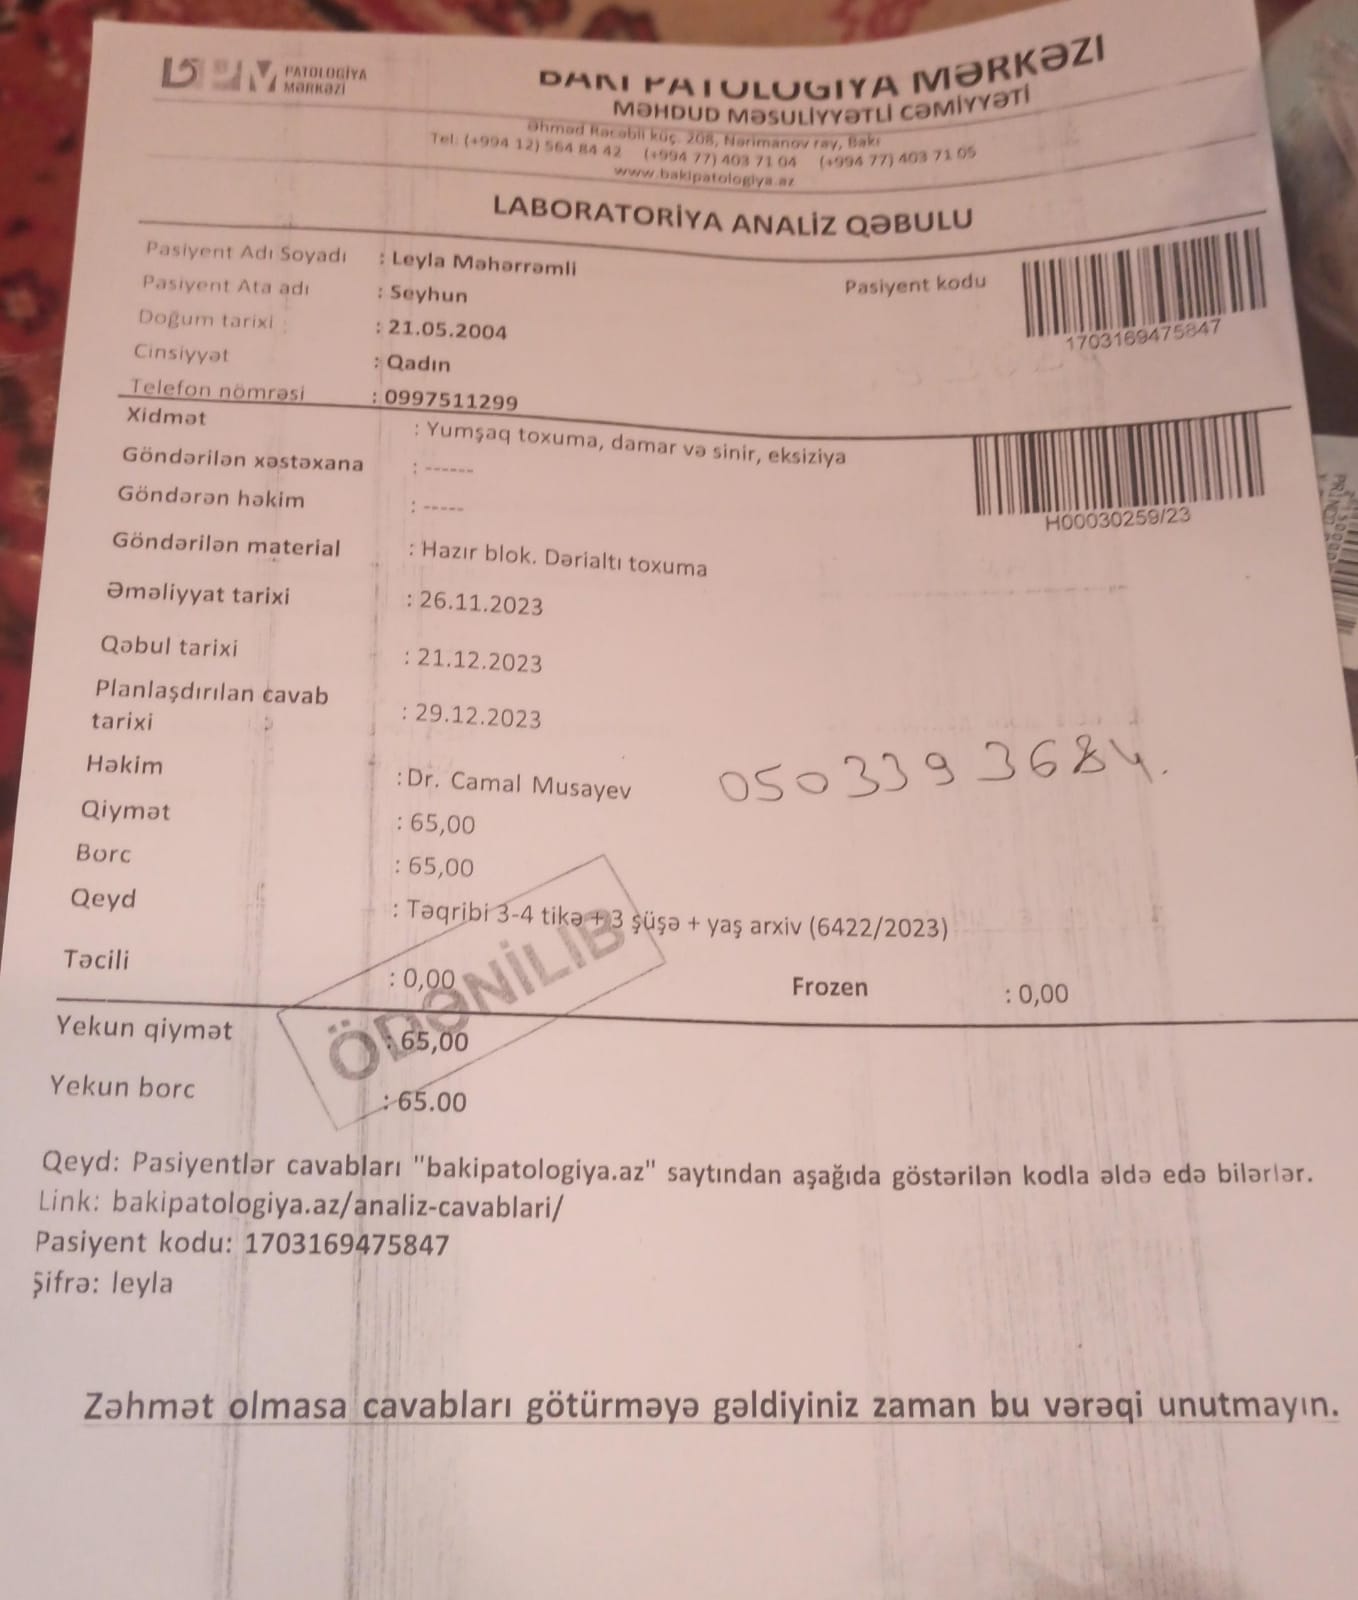 PATOLOGİYA
MƏRKƏZİ
BAKI PATOLOGİYA MƏRKƏZİ
MƏHDUD MƏSULİYYƏTLİ CƏMİYYƏTİ
Əhməd Rəcəbli küç. 208, Nərimanov ray, Bakı
Tel: (+994 12) 564 84 42 (+994 77) 403 71 04 (+994 77) 403 71 05
www.bakipatologiya.az
LABORATORİYA ANALİZ QƏBULU
Pasiyent Adı Soyadı : Leyla Məhərrəmli
Pasiyent kodu
Pasiyent Ata adı : Seyhun
Doğum tarixi : 21.05.2004
1703169475847
Cinsiyyət : Qadın
Telefon nömrəsi : 0997511299
Xidmət : Yumşaq toxuma, damar və sinir, eksiziya
Göndərilən xəstəxana : ------
Göndərən həkim : -----
H00030259/23
Göndərilən material : Hazır blok. Dərialtı toxuma
Əməliyyat tarixi : 26.11.2023
Qəbul tarixi : 21.12.2023
Planlaşdırılan cavab
tarixi : 29.12.2023
Həkim : Dr. Camal Musayev
0503393684.
Qiymət : 65,00
Borc : 65,00
Qeyd : Təqribi 3-4 tikə + 3 şüşə + yaş arxiv (6422/2023)
Təcili : 0,00 Frozen : 0,00
ÖDƏNİLİB
Yekun qiymət : 65,00
Yekun borc : 65.00
Qeyd: Pasiyentlər cavabları "bakipatologiya.az" saytından aşağıda göstərilən kodla əldə edə bilərlər.
Link: bakipatologiya.az/analiz-cavablari/
Pasiyent kodu: 1703169475847
Şifrə: leyla
Zəhmət olmasa cavabları götürməyə gəldiyiniz zaman bu vərəqi unutmayın.